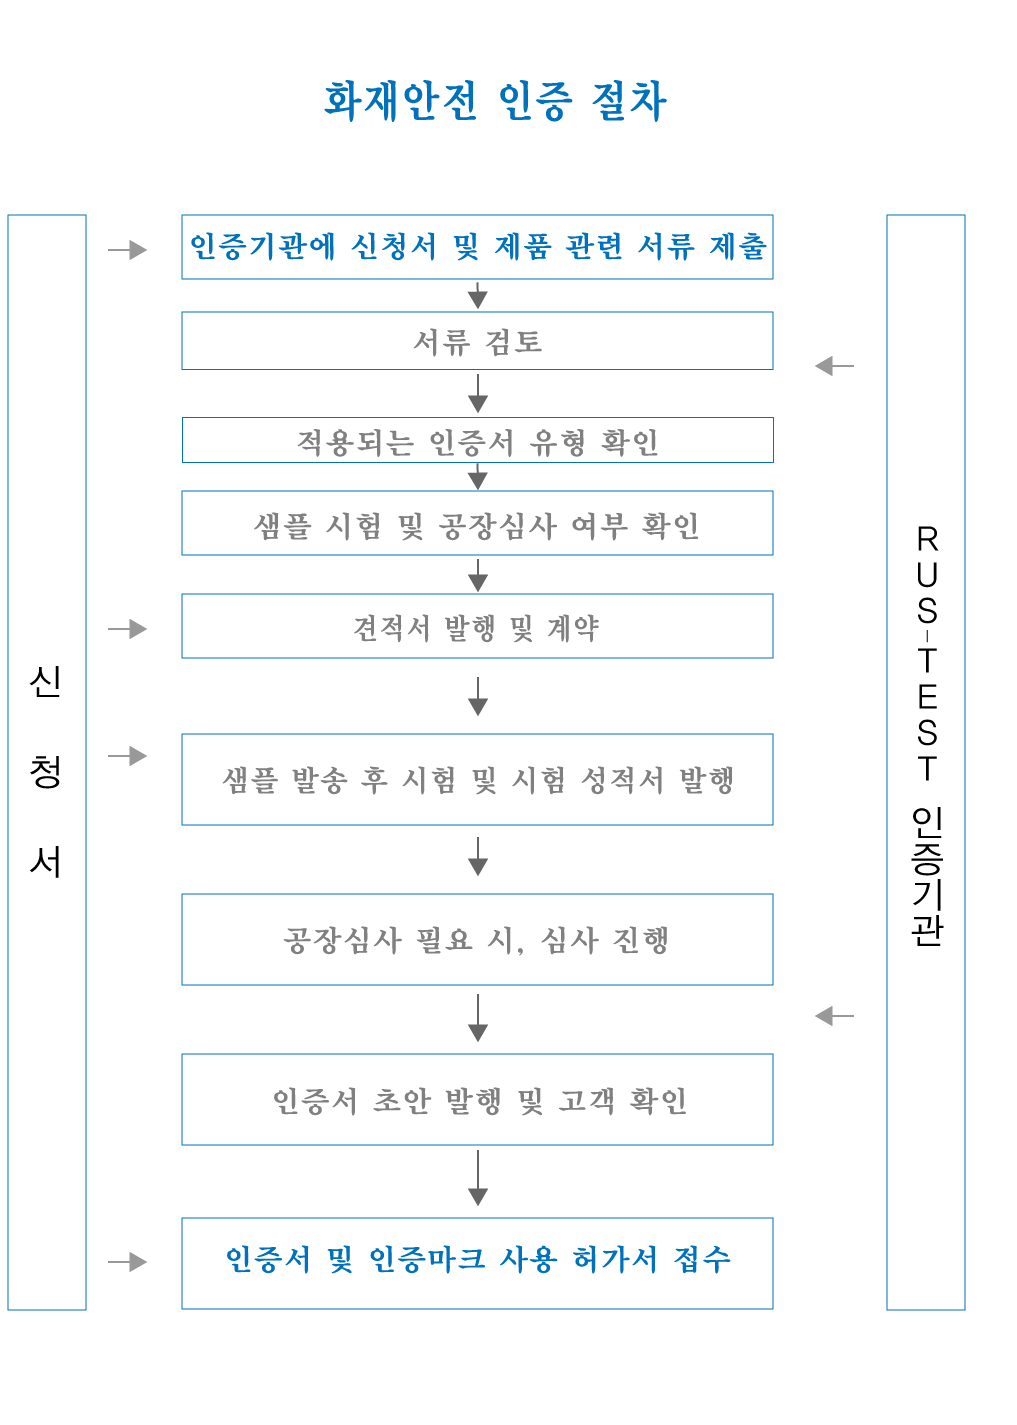 화재안전 인증 절차
신청서
인증기관에 신청서 및 제품 관련 서류 제출
서류 검토
적용되는 인증서 유형 확인
샘플 시험 및 공장심사 여부 확인
견적서 발행 및 계약
샘플 발송 후 시험 및 시험 성적서 발행
공장심사 필요 시, 심사 진행
인증서 초안 발행 및 고객 확인
인증서 및 인증마크 사용 허가서 접수
RUS-TEST 인증기관